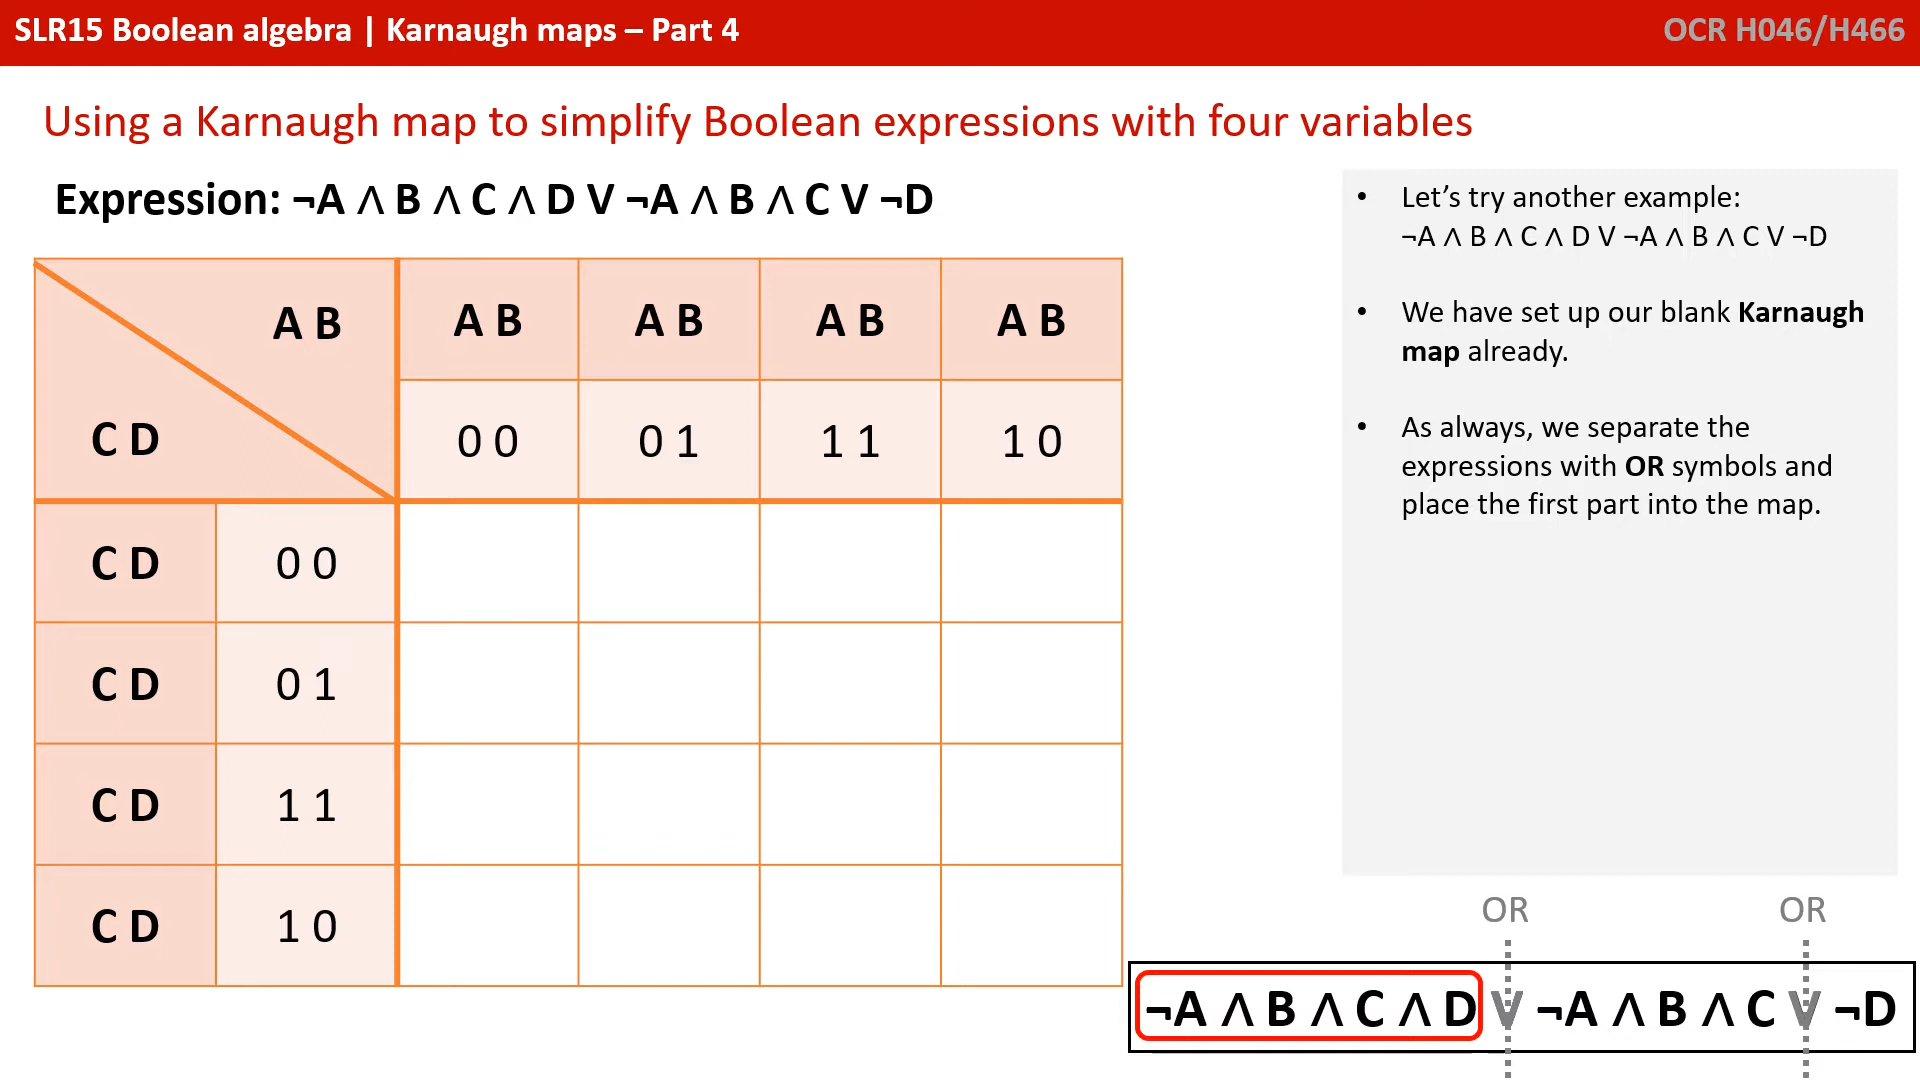 SLR15 Boolean algebra | Karnaugh maps – Part 4
OCR H046/H466
Using a Karnaugh map to simplify Boolean expressions with four variables
Expression: ¬A ∧ B ∧ C ∧ D V ¬A ∧ B ∧ C V ¬D
A B
C D
A B A B A B A B
0 0 0 1 1 1 1 0
C D 0 0
C D 0 1
C D 1 1
C D 1 0
• Let’s try another example:
¬A ∧ B ∧ C ∧ D V ¬A ∧ B ∧ C V ¬D
• We have set up our blank Karnaugh
map already.
• As always, we separate the
expressions with OR symbols and
place the first part into the map.
OR OR
¬A ∧ B ∧ C ∧ D V ¬A ∧ B ∧ C V ¬D